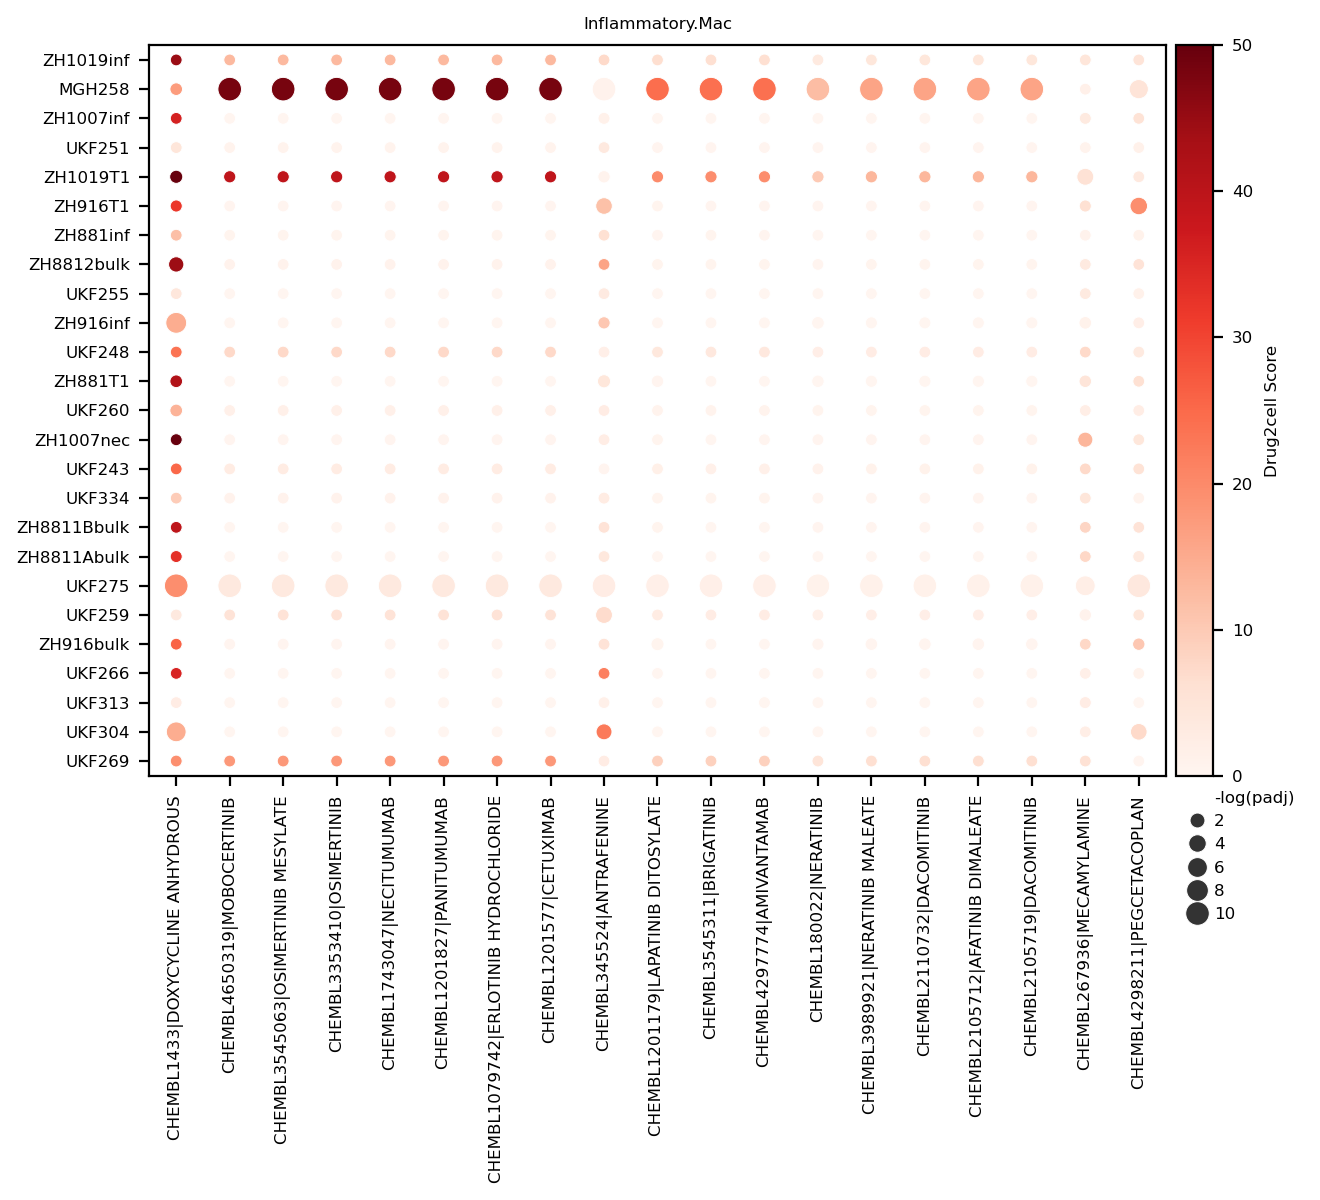 Inflammatory.Mac
ZH1019inf
MGH258
ZH1007inf
UKF251
ZH1019T1
ZH916T1
ZH881inf
ZH8812bulk
UKF255
ZH916inf
UKF248
ZH881T1
UKF260
ZH1007nec
UKF243
UKF334
ZH8811Bbulk
ZH8811Abulk
UKF275
UKF259
ZH916bulk
UKF266
UKF313
UKF304
UKF269
CHEMBL1433|DOXYCYCLINE ANHYDROUS
CHEMBL4650319|MOBOCERTINIB
CHEMBL3545063|OSIMERTINIB MESYLATE
CHEMBL3353410|OSIMERTINIB
CHEMBL1743047|NECITUMUMAB
CHEMBL1201827|PANITUMUMAB
CHEMBL1079742|ERLOTINIB HYDROCHLORIDE
CHEMBL1201577|CETUXIMAB
CHEMBL345524|ANTRAFENINE
CHEMBL1201179|LAPATINIB DITOSYLATE
CHEMBL3545311|BRIGATINIB
CHEMBL4297774|AMIVANTAMAB
CHEMBL180022|NERATINIB
CHEMBL3989921|NERATINIB MALEATE
CHEMBL2110732|DACOMITINIB
CHEMBL2105712|AFATINIB DIMALEATE
CHEMBL2105719|DACOMITINIB
CHEMBL267936|MECAMYLAMINE
CHEMBL4298211|PEGCETACOPLAN
50
40
30
20
10
0
Drug2cell Score
-log(padj)
2
4
6
8
10